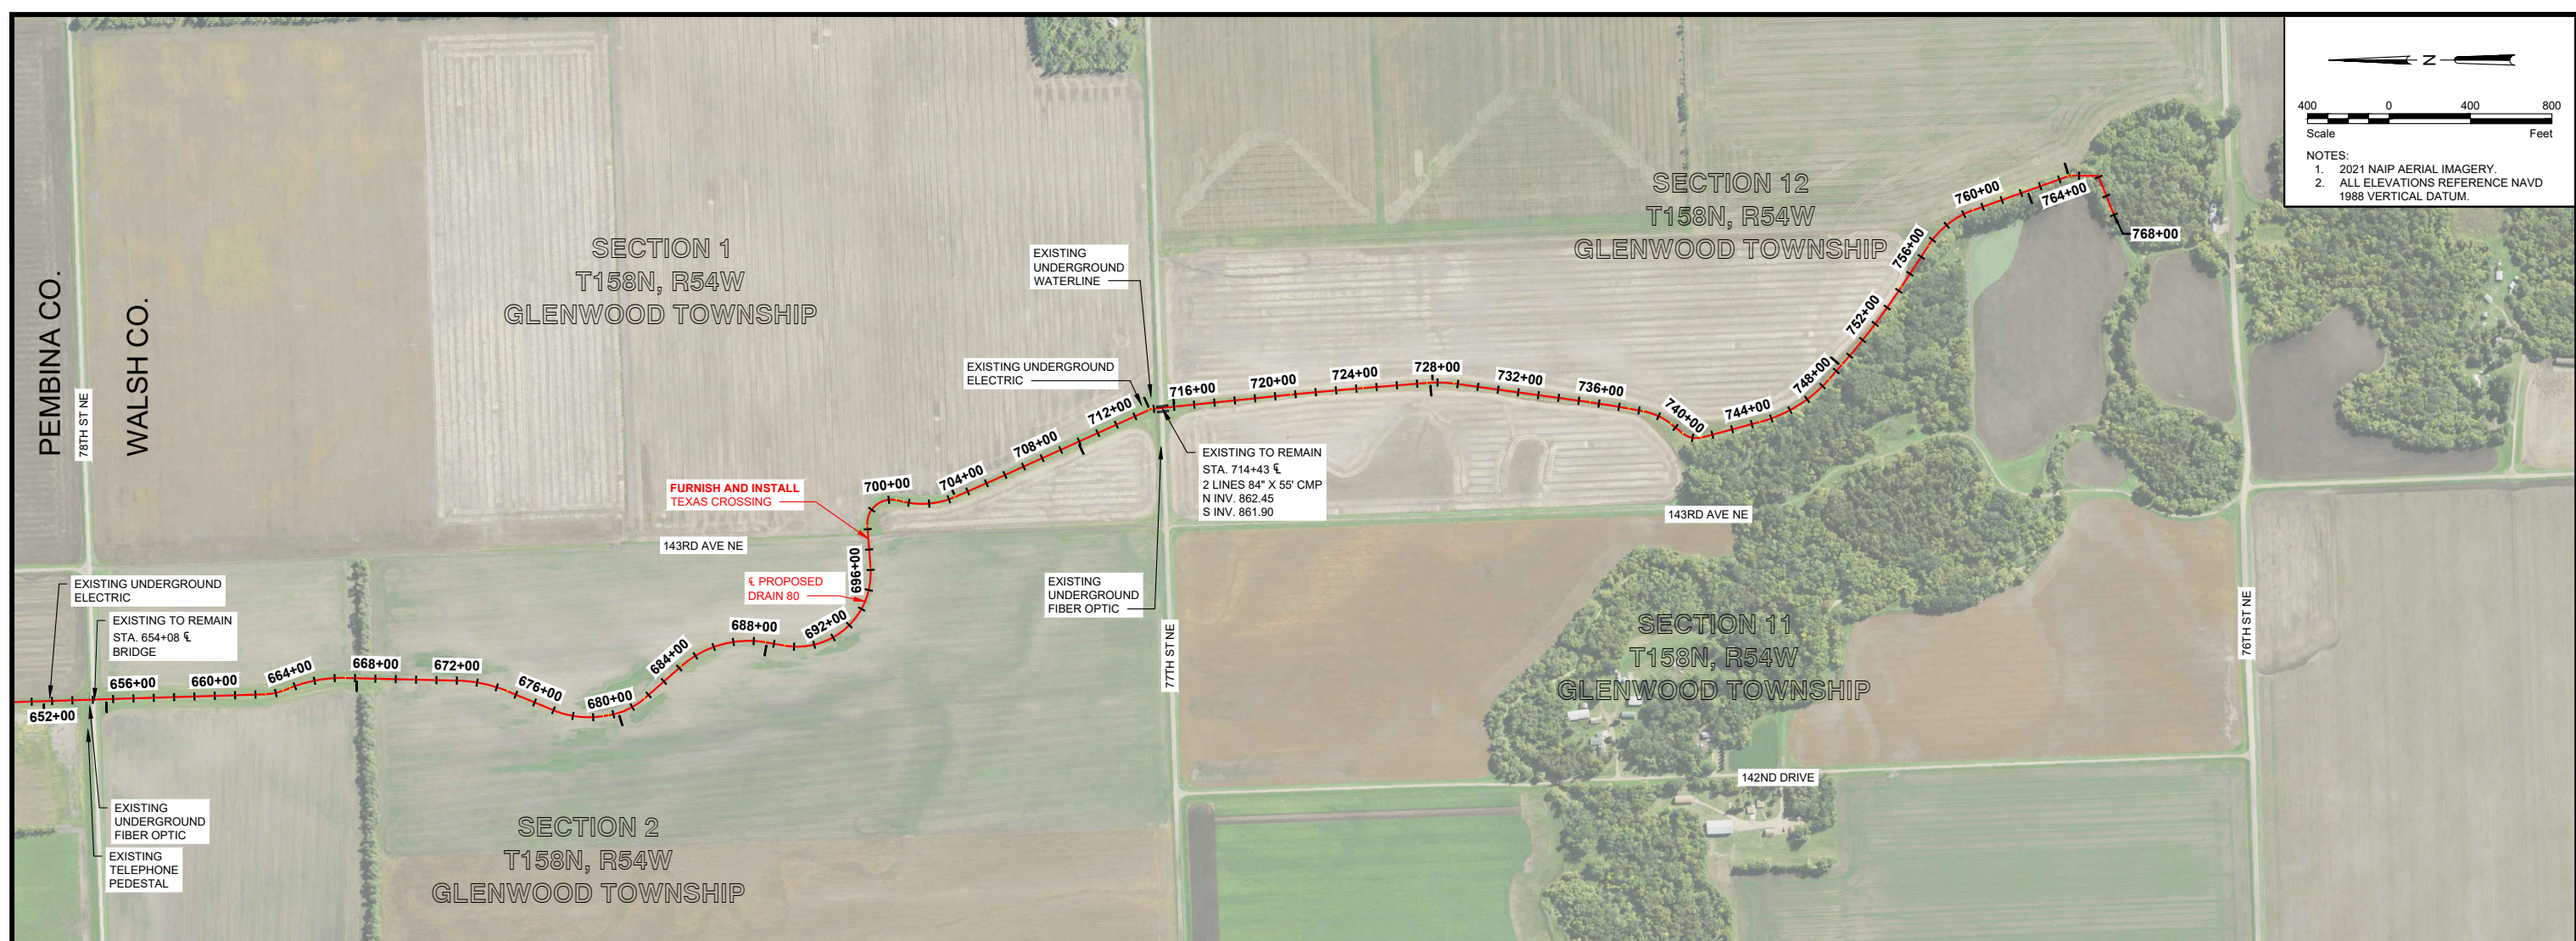 PEMBINA CO.
WALSH CO.
78TH ST NE
SECTION 1
T158N, R54W
GLENWOOD TOWNSHIP
SECTION 12
T158N, R54W
GLENWOOD TOWNSHIP
N
400 0 400 800
Scale Feet
NOTES:
1. 2021 NAIP AERIAL IMAGERY.
2. ALL ELEVATIONS REFERENCE NAVD
1988 VERTICAL DATUM.
EXISTING
UNDERGROUND
WATERLINE
EXISTING UNDERGROUND
ELECTRIC
FURNISH AND INSTALL
TEXAS CROSSING
143RD AVE NE
℄ PROPOSED
DRAIN 80
EXISTING UNDERGROUND
ELECTRIC
EXISTING TO REMAIN
STA. 654+08 ℄
BRIDGE
652+00
656+00
660+00
664+00
668+00
672+00
676+00
680+00
684+00
688+00
692+00
696+00
700+00
704+00
708+00
712+00
716+00
720+00
724+00
728+00
732+00
736+00
740+00
744+00
748+00
752+00
756+00
760+00
764+00
768+00
EXISTING TO REMAIN
STA. 714+43 ℄
2 LINES 84" X 55' CMP
N INV. 862.45
S INV. 861.90
143RD AVE NE
EXISTING
UNDERGROUND
FIBER OPTIC
77TH ST NE
76TH ST NE
SECTION 11
T158N, R54W
GLENWOOD TOWNSHIP
142ND DRIVE
EXISTING
UNDERGROUND
FIBER OPTIC
EXISTING
TELEPHONE
PEDESTAL
SECTION 2
T158N, R54W
GLENWOOD TOWNSHIP